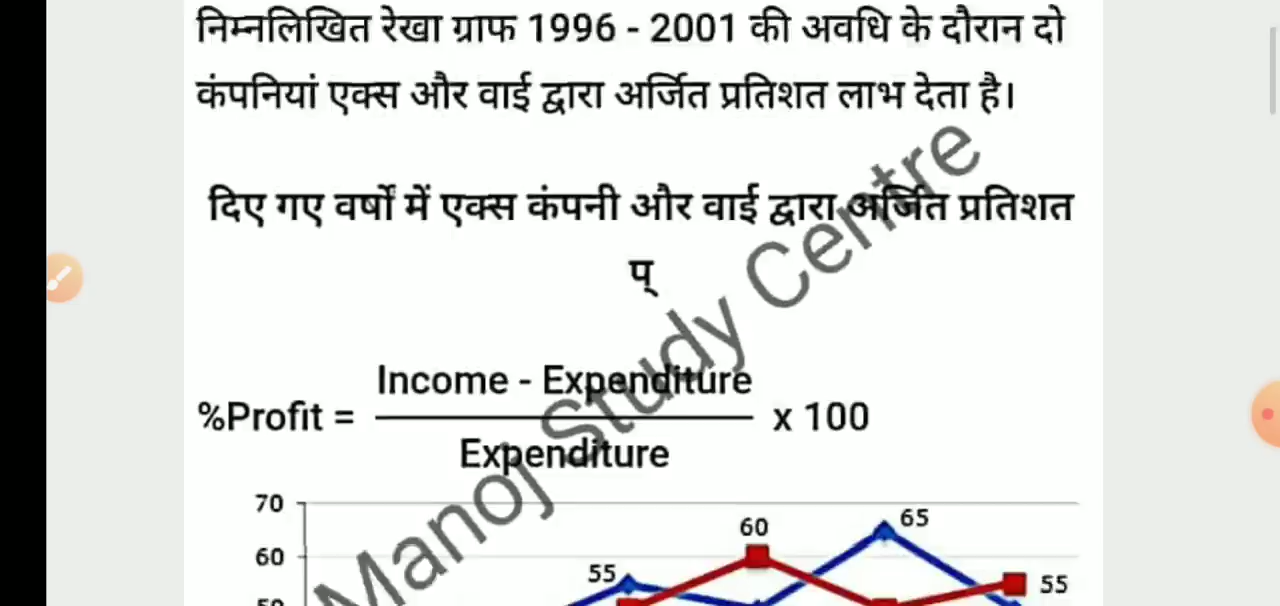 निम्नलिखित रेखा ग्राफ 1996 - 2001 की अवधि के दौरान दो
कंपनियां एक्स और वाई द्वारा अर्जित प्रतिशत लाभ देता है।
दिए गए वर्षों में एक्स कंपनी और वाई द्वारा अर्जित प्रतिशत
प्
%Profit = Income - Expenditure
Expenditure
x 100
Manoj Study Centre
70
60
50
55
60
65
55